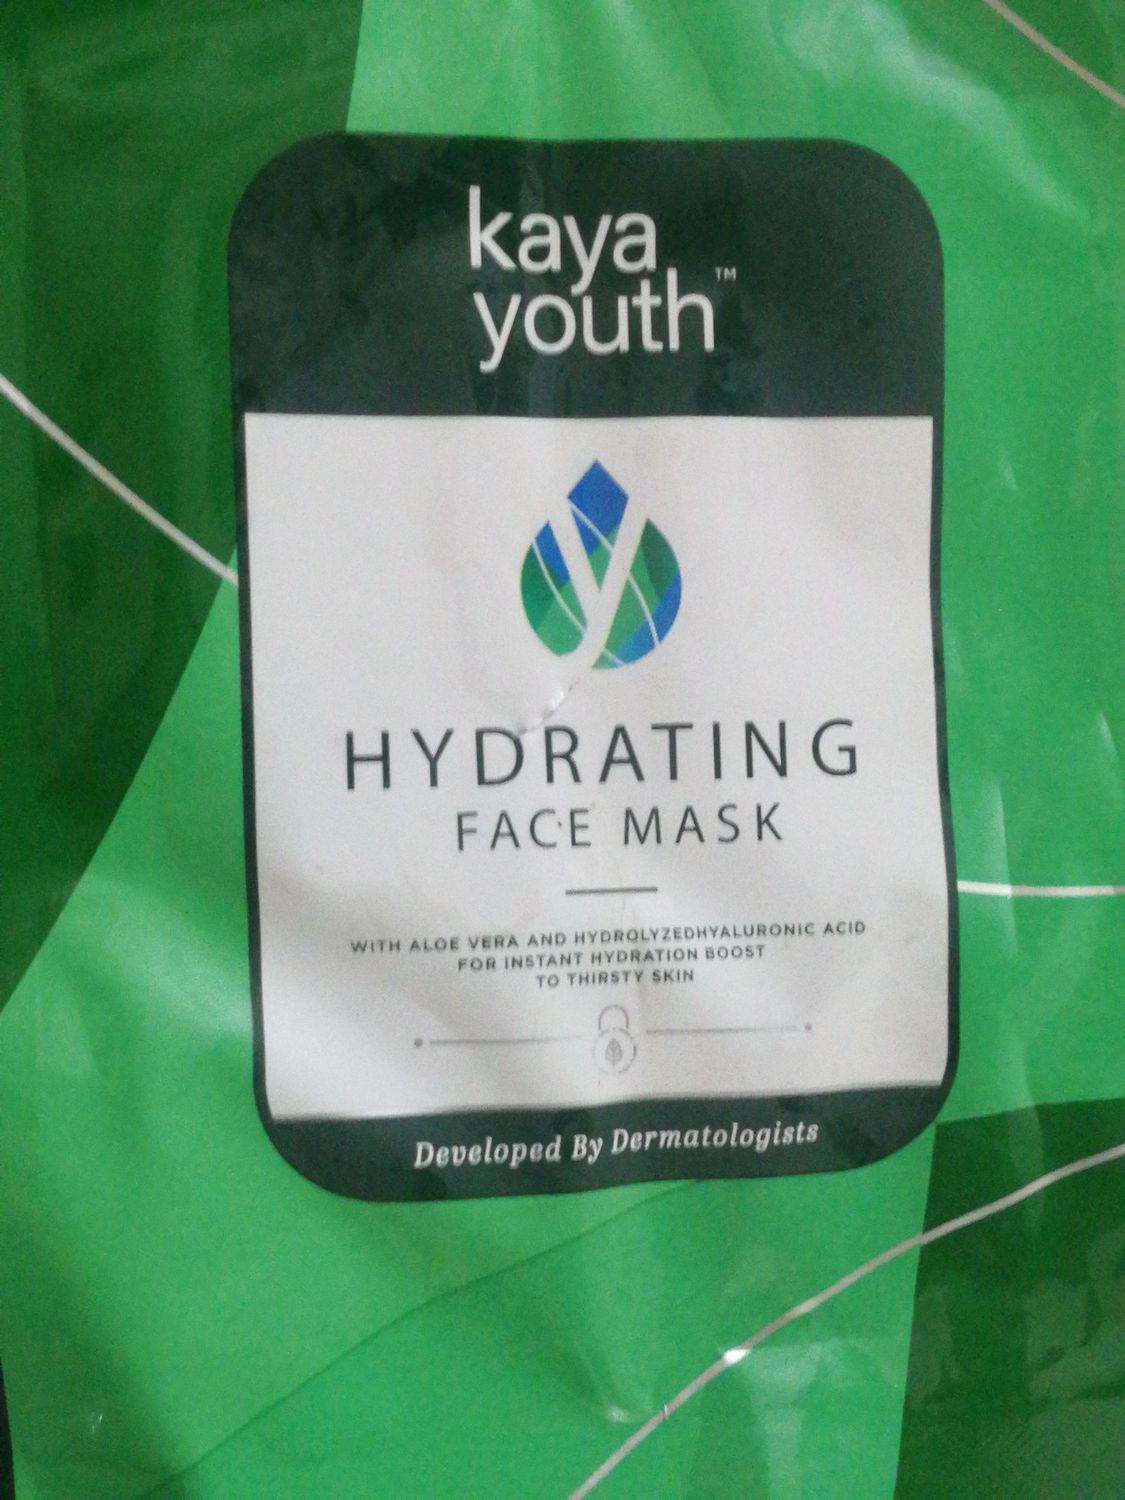 kaya
youth™
HYDRATING
FACE MASK
WITH ALOE VERA AND HYDROLYZEDHYALURONIC ACID
FOR INSTANT HYDRATION BOOST
TO THIRSTY SKIN
Developed By Dermatologists